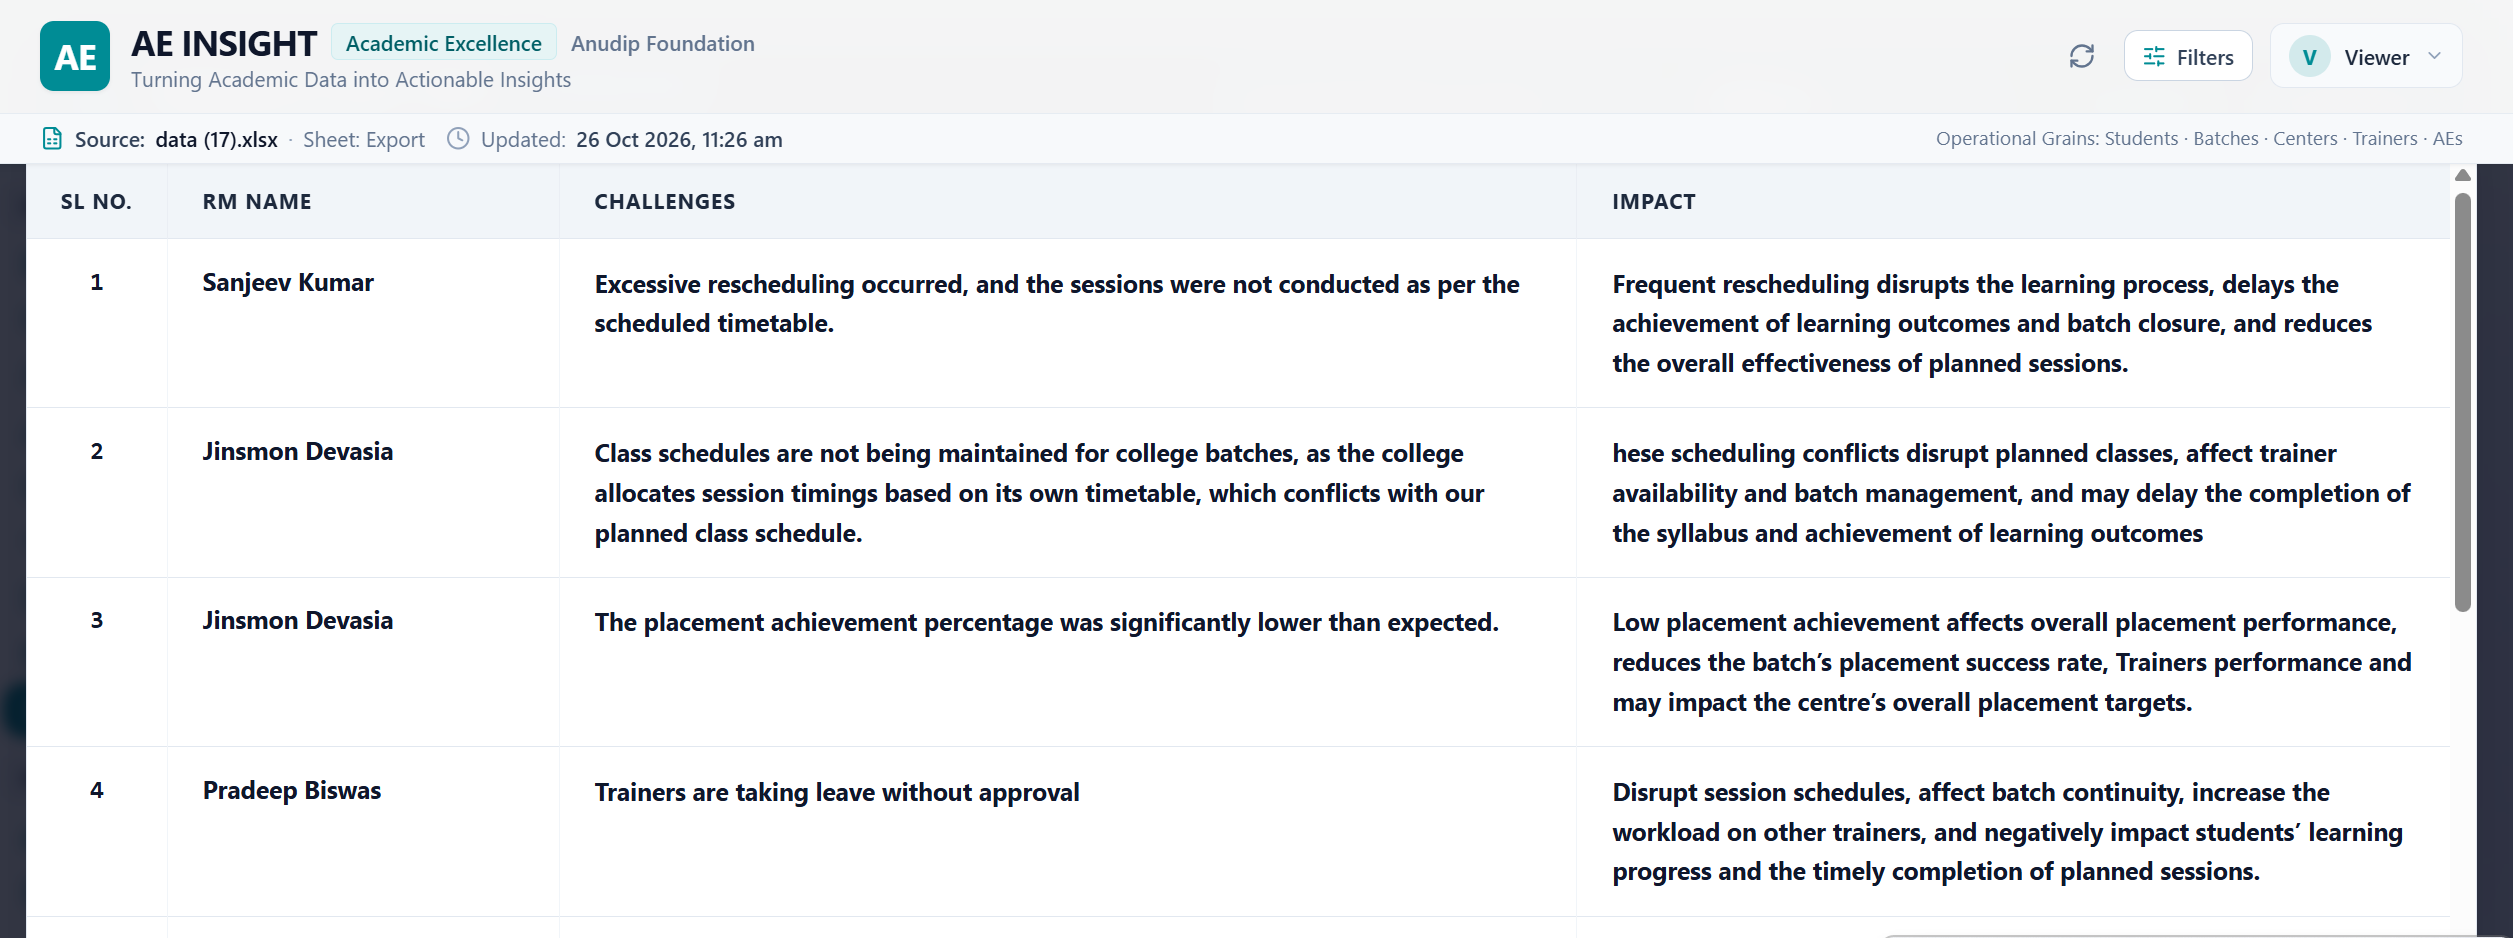 AE
AE INSIGHT
Academic Excellence
Anudip Foundation
Turning Academic Data into Actionable Insights
Filters
V
Viewer
Source: data (17).xlsx · Sheet: Export
Updated: 26 Oct 2026, 11:26 am
Operational Grains: Students · Batches · Centers · Trainers · AEs
SL NO.
RM NAME
CHALLENGES
IMPACT
1
Sanjeev Kumar
Excessive rescheduling occurred, and the sessions were not conducted as per the
scheduled timetable.
Frequent rescheduling disrupts the learning process, delays the
achievement of learning outcomes and batch closure, and reduces
the overall effectiveness of planned sessions.
2
Jinsmon Devasia
Class schedules are not being maintained for college batches, as the college
allocates session timings based on its own timetable, which conflicts with our
planned class schedule.
hese scheduling conflicts disrupt planned classes, affect trainer
availability and batch management, and may delay the completion of
the syllabus and achievement of learning outcomes
3
Jinsmon Devasia
The placement achievement percentage was significantly lower than expected.
Low placement achievement affects overall placement performance,
reduces the batch’s placement success rate, Trainers performance and
may impact the centre’s overall placement targets.
4
Pradeep Biswas
Trainers are taking leave without approval
Disrupt session schedules, affect batch continuity, increase the
workload on other trainers, and negatively impact students’ learning
progress and the timely completion of planned sessions.